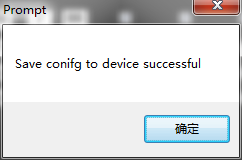 Prompt
Save conifg to device successful
确定